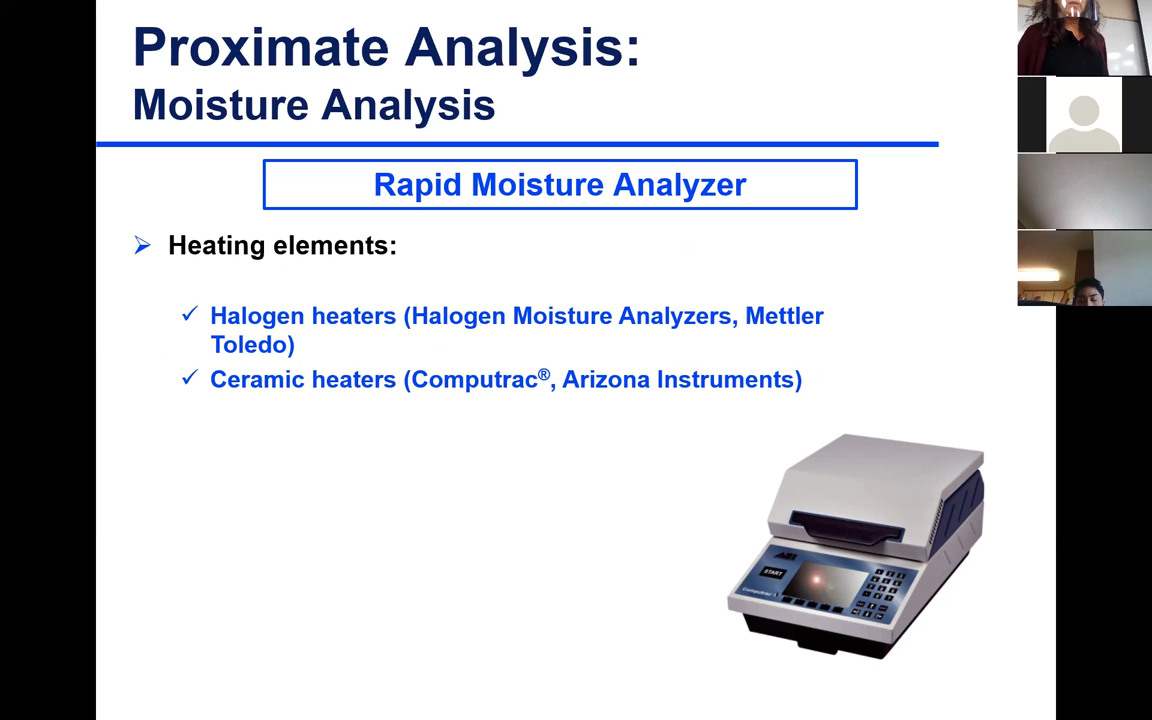 Proximate Analysis:
Moisture Analysis
Rapid Moisture Analyzer
Heating elements:
Halogen heaters (Halogen Moisture Analyzers, Mettler
Toledo)
Ceramic heaters (Computrac®, Arizona Instruments)
START
Computrac